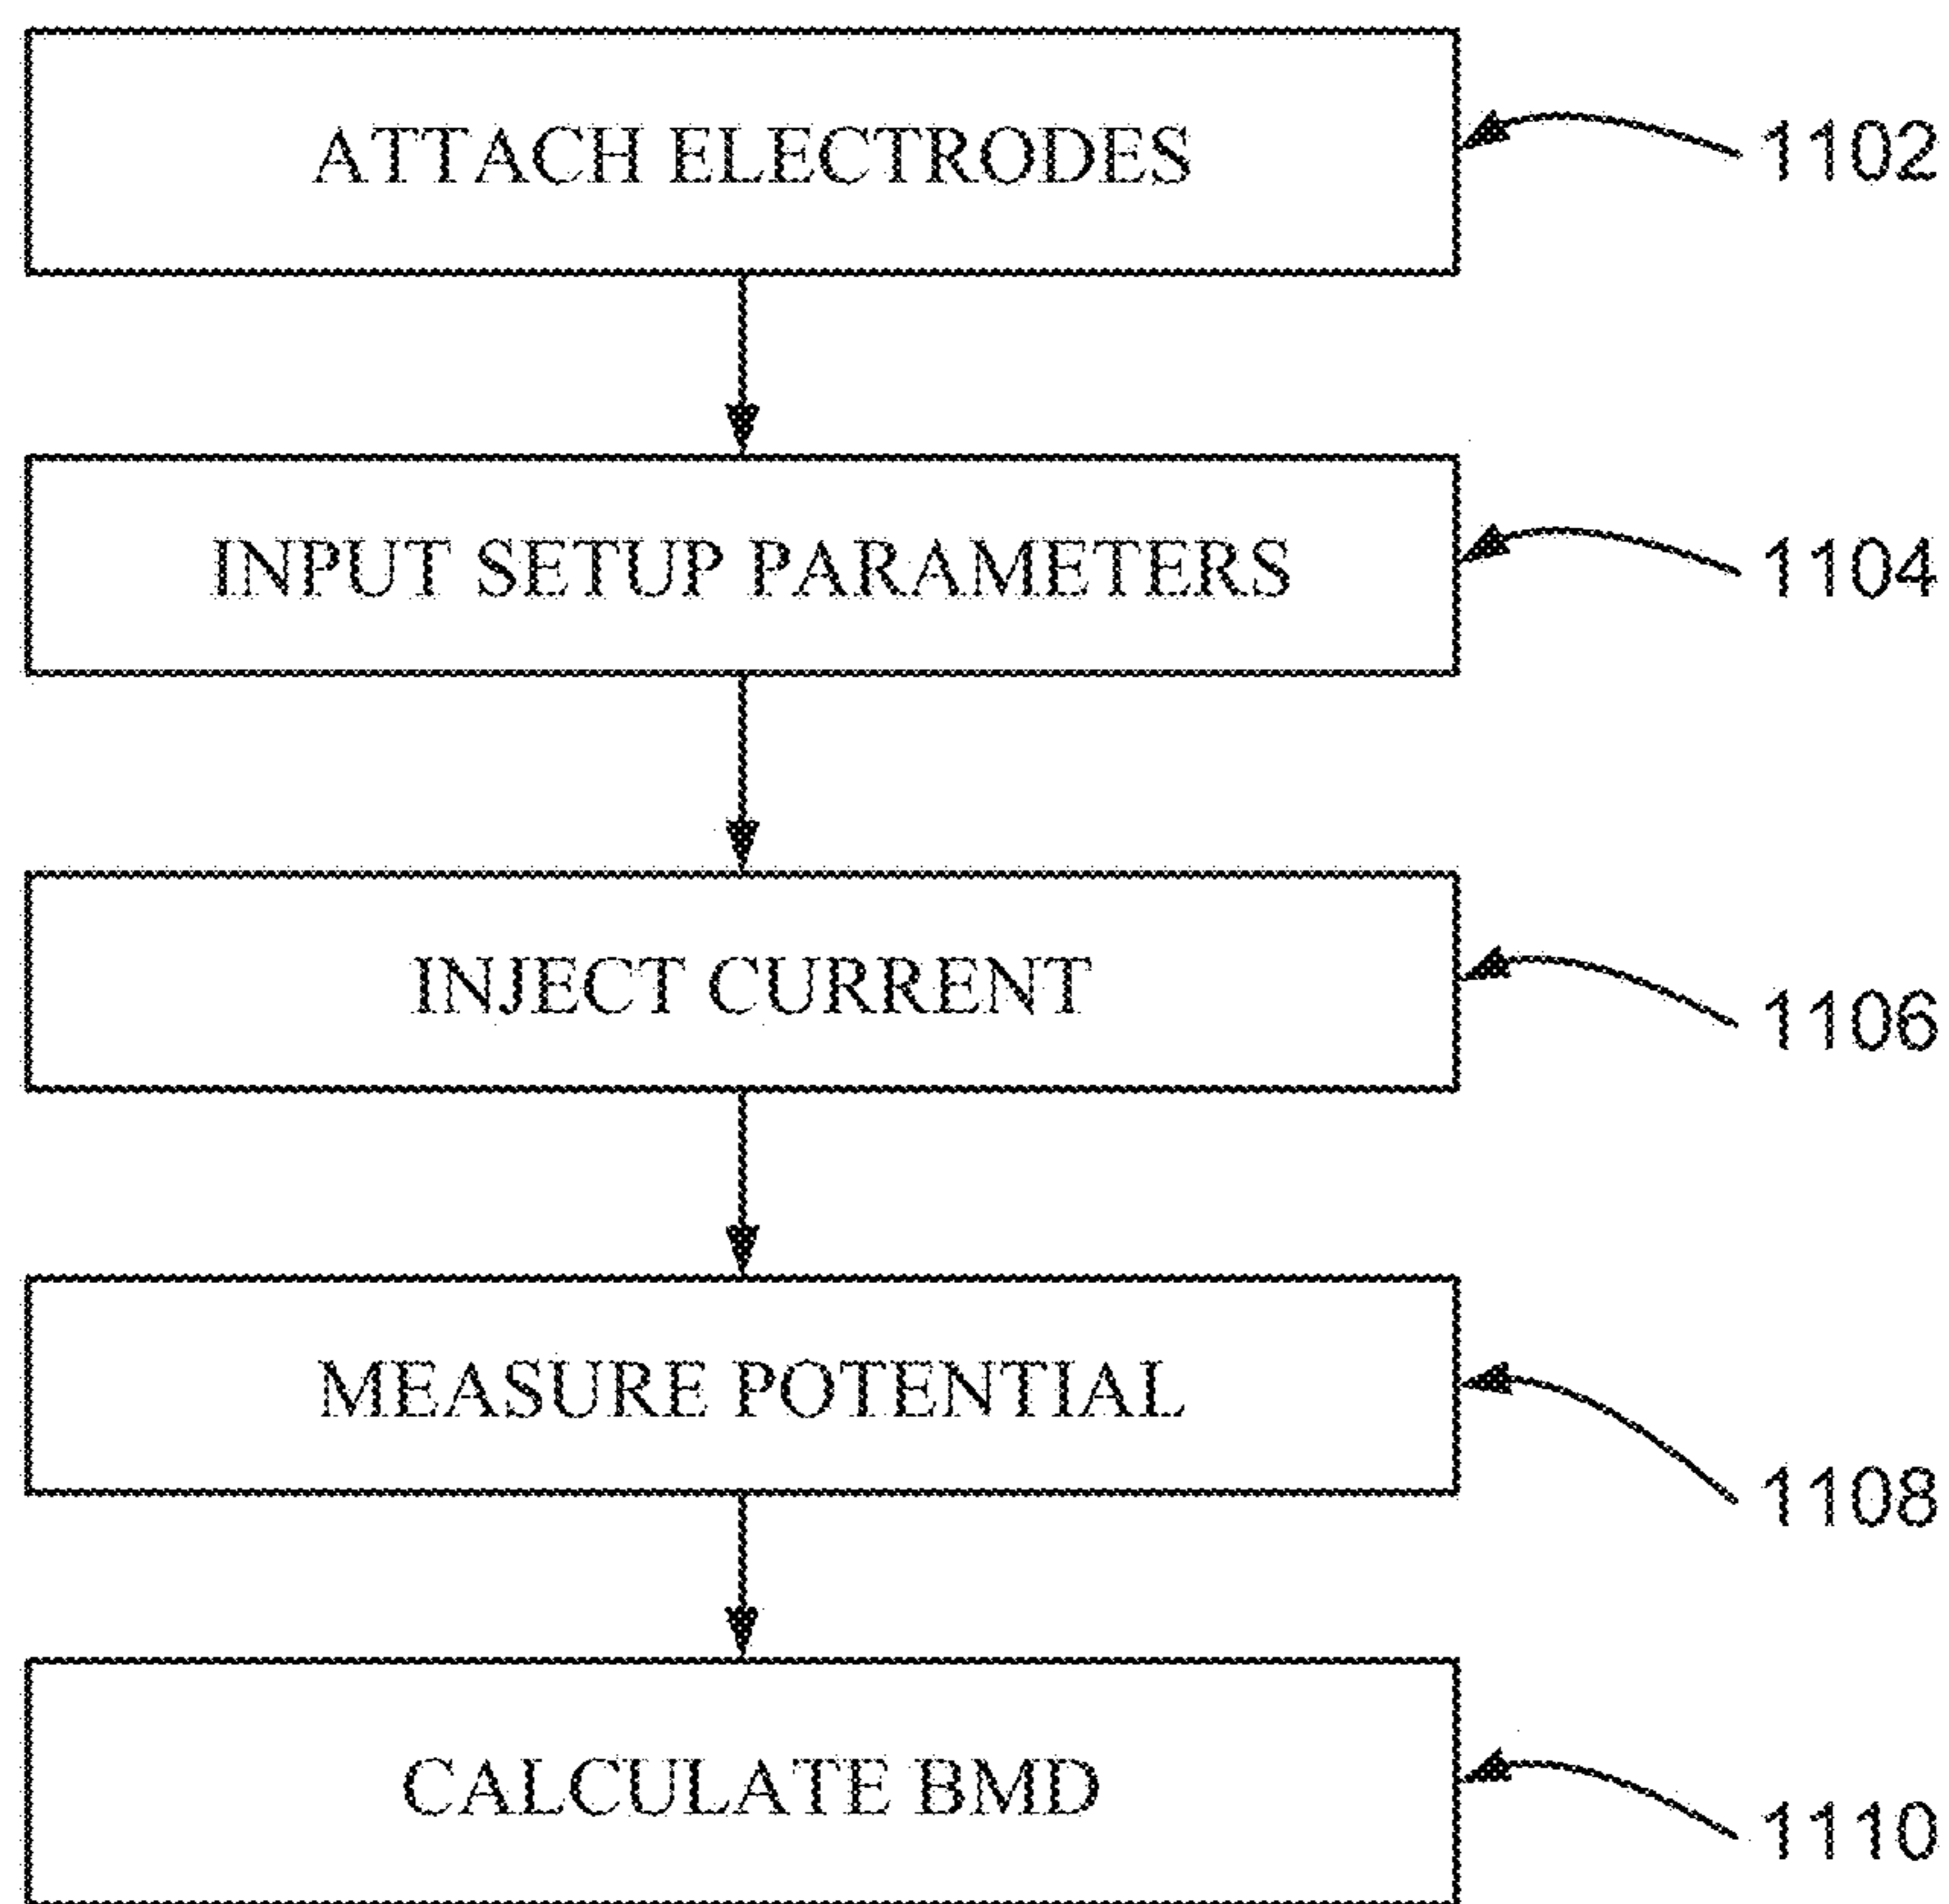 ATTACH ELECTRODES
1102
INPUT SETUP PARAMETERS
1104
INJECT CURRENT
1106
MEASURE POTENTIAL
1108
CALCULATE BMD
1110